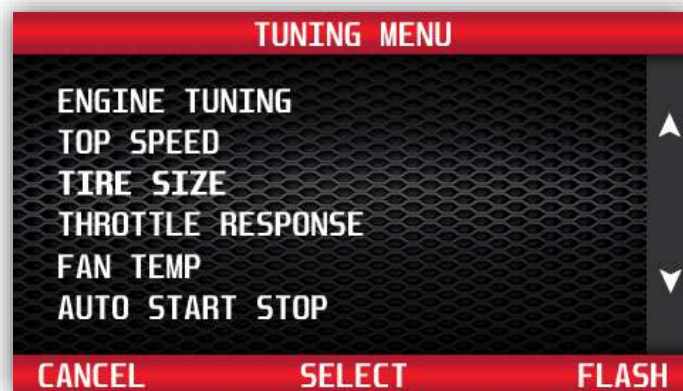 TUNING MENU
ENGINE TUNING
TOP SPEED
TIRE SIZE
THROTTLE RESPONSE
FAN TEMP
AUTO START STOP
CANCEL SELECT FLASH